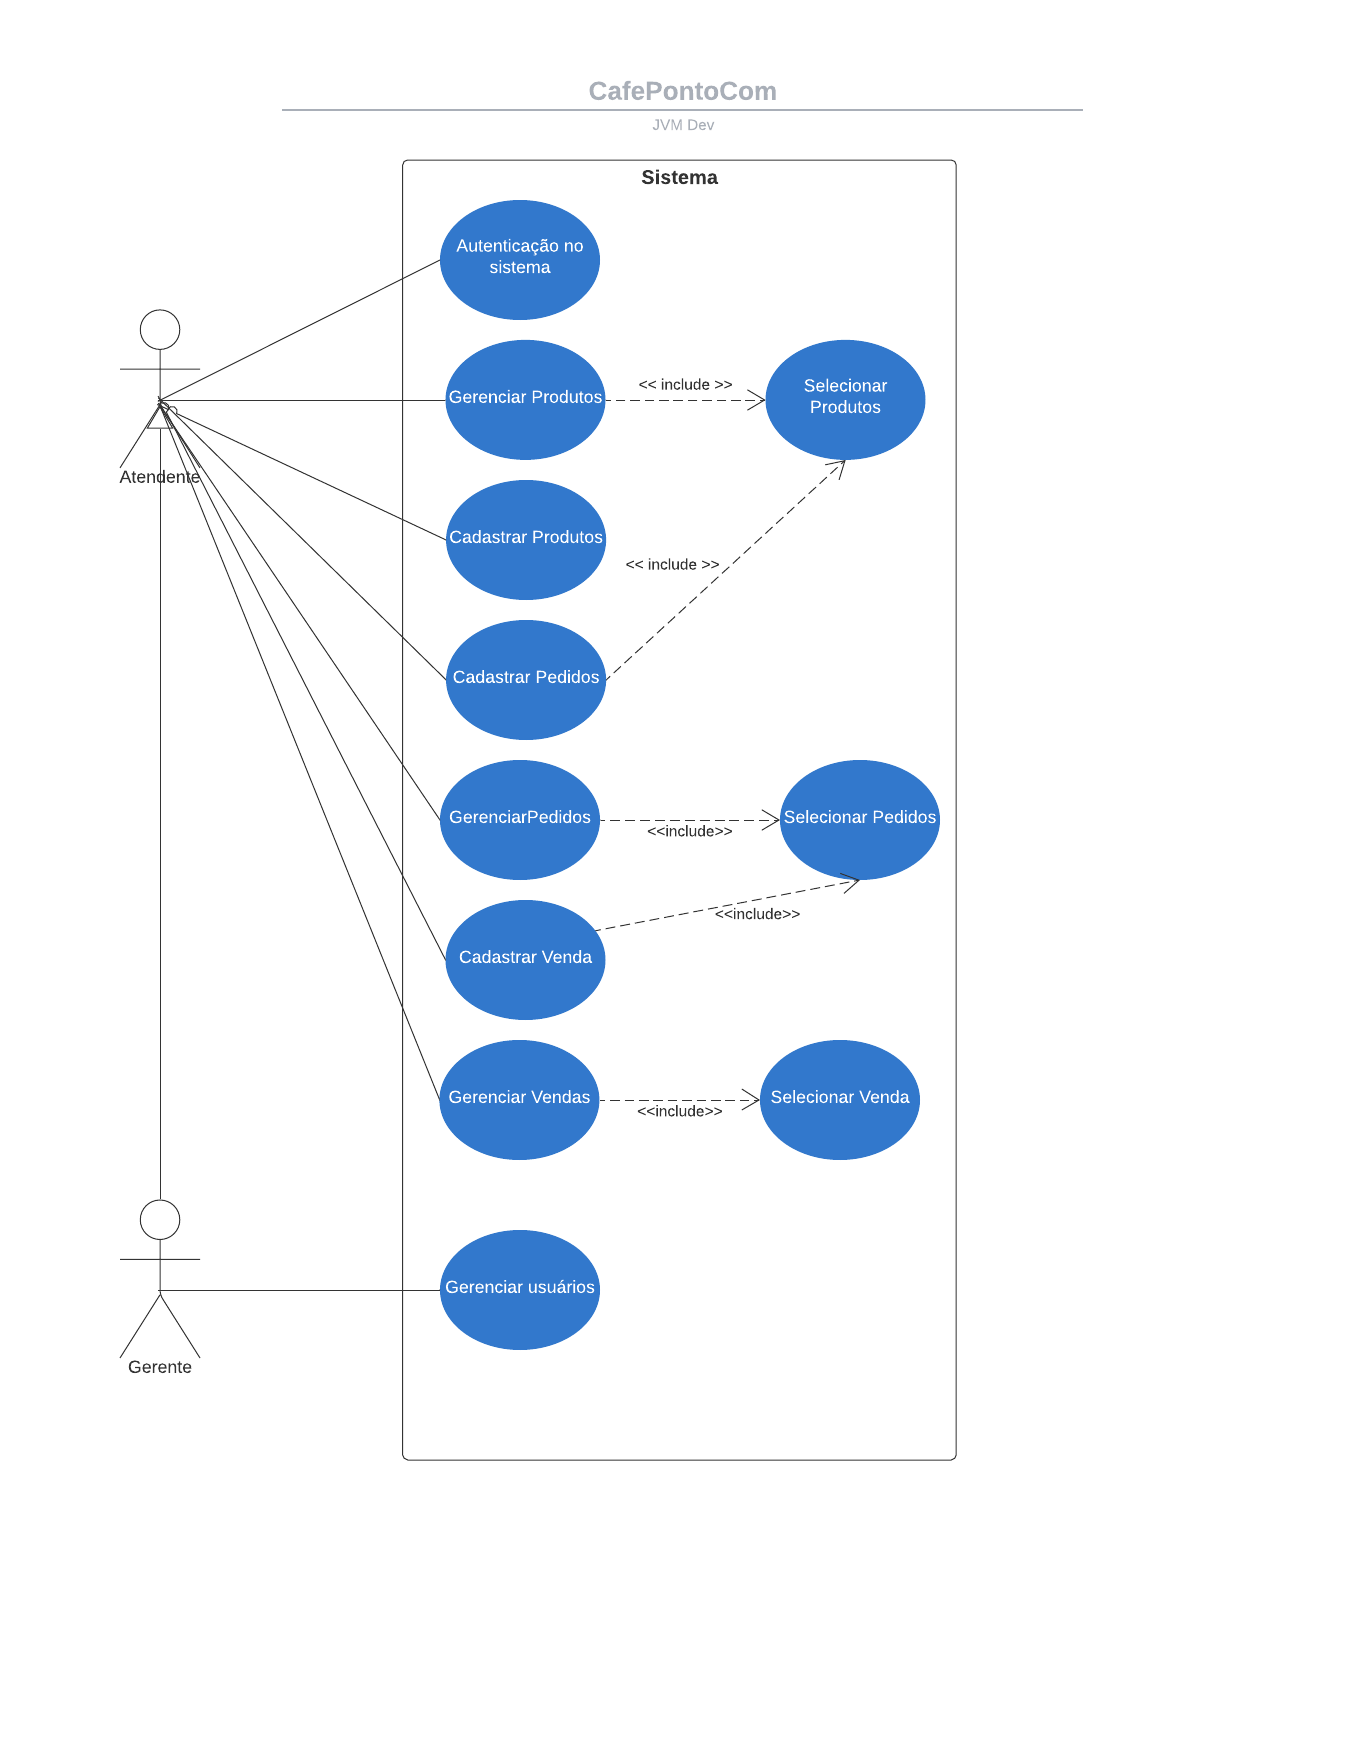 CafePontoCom
JVM Dev
Sistema
Autenticação no
sistema
Gerenciar Produtos
<< include >>
Selecionar
Produtos
Atendente
Cadastrar Produtos
<< include >>
Cadastrar Pedidos
GerenciarPedidos
<<include>>
Selecionar Pedidos
<<include>>
Cadastrar Venda
Gerenciar Vendas
<<include>>
Selecionar Venda
Gerenciar usuários
Gerente